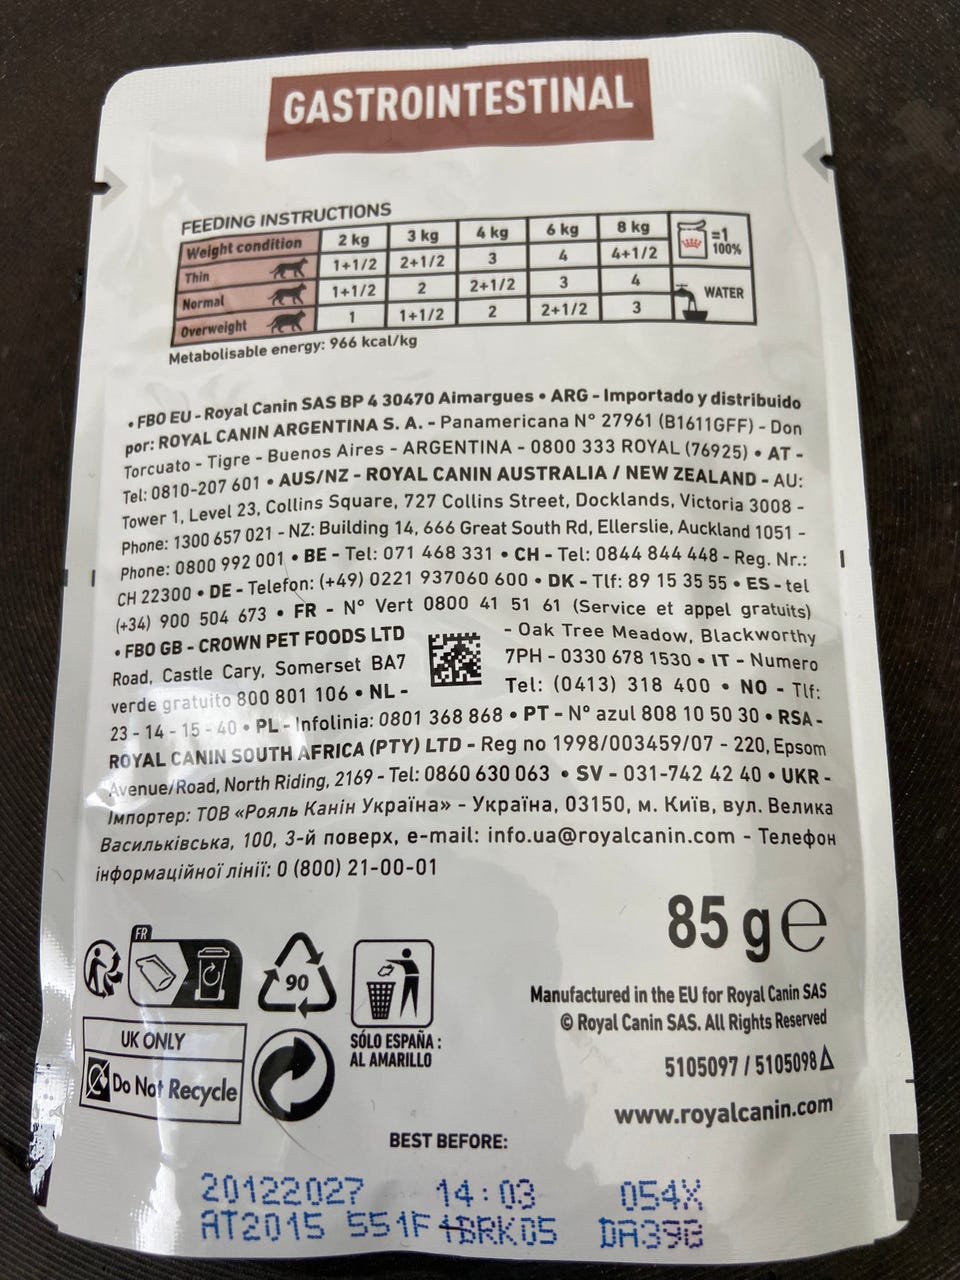 GASTROINTESTINAL
FEEDING INSTRUCTIONS
Weight condition 2 kg 3 kg 4 kg 6 kg 8 kg =1 100%
Thin 1+1/2 2+1/2 3 4 4+1/2
Normal 1+1/2 2 2+1/2 3 4 WATER
Overweight 1 1+1/2 2 2+1/2 3
Metabolisable energy: 966 kcal/kg
• FBO EU - Royal Canin SAS BP 4 30470 Aimargues • ARG - Importado y distribuido
por: ROYAL CANIN ARGENTINA S. A. - Panamericana N° 27961 (B1611GFF) - Don
Torcuato - Tigre - Buenos Aires - ARGENTINA - 0800 333 ROYAL (76925) • AT -
Tel: 0810-207 601 • AUS/NZ - ROYAL CANIN AUSTRALIA / NEW ZEALAND - AU:
Tower 1, Level 23, Collins Square, 727 Collins Street, Docklands, Victoria 3008 -
Phone: 1300 657 021 - NZ: Building 14, 666 Great South Rd, Ellerslie, Auckland 1051 -
Phone: 0800 992 001 • BE - Tel: 071 468 331 • CH - Tel: 0844 844 448 - Reg. Nr.:
CH 22300 • DE - Telefon: (+49) 0221 937060 600 • DK - Tlf: 89 15 35 55 • ES - tel
(+34) 900 504 673 • FR - N° Vert 0800 41 51 61 (Service et appel gratuits)
• FBO GB - CROWN PET FOODS LTD - Oak Tree Meadow, Blackworthy
Road, Castle Cary, Somerset BA7 7PH - 0330 678 1530 • IT - Numero
verde gratuito 800 801 106 • NL - Tel: (0413) 318 400 • NO - Tlf:
23 - 14 - 15 - 40 • PL - Infolinia: 0801 368 868 • PT - N° azul 808 10 50 30 • RSA -
ROYAL CANIN SOUTH AFRICA (PTY) LTD - Reg no 1998/003459/07 - 220, Epsom
Avenue/Road, North Riding, 2169 - Tel: 0860 630 063 • SV - 031-742 42 40 • UKR -
Імпортер: ТОВ «Рояль Канін Україна» - Україна, 03150, м. Київ, вул. Велика
Васильківська, 100, 3-й поверх, e-mail: info.ua@royalcanin.com - Телефон
інформаційної лінії: 0 (800) 21-00-01
85 g e
FR
90
SÓLO ESPAÑA :
AL AMARILLO
UK ONLY
Do Not Recycle
Manufactured in the EU for Royal Canin SAS
© Royal Canin SAS. All Rights Reserved
5105097 / 5105098
www.royalcanin.com
BEST BEFORE:
20122027 14:03 054X
AT2015 551F 1BRK05